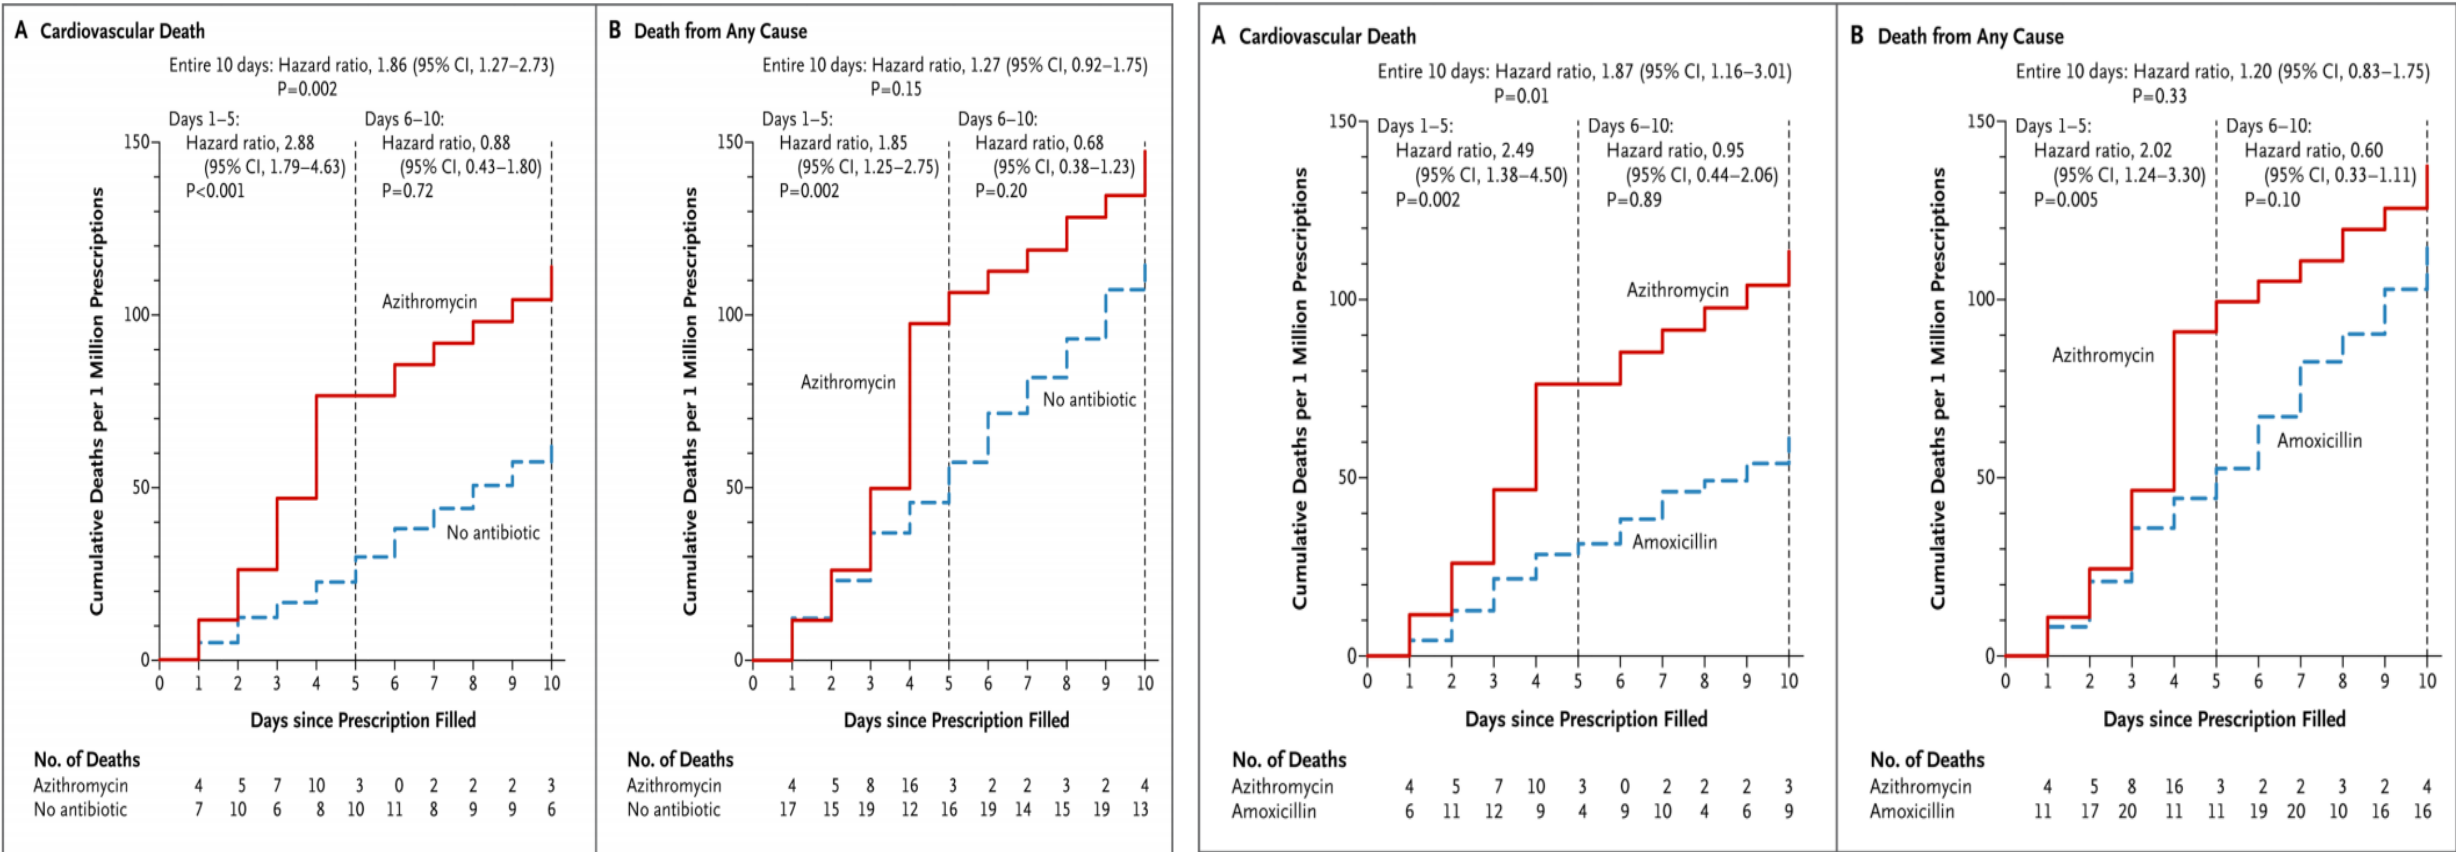 A Cardiovascular Death
Entire 10 days: Hazard ratio, 1.86 (95% CI, 1.27–2.73)
P=0.002
Days 1–5:
Hazard ratio, 2.88
(95% CI, 1.79–4.63)
P<0.001
Days 6–10:
Hazard ratio, 0.88
(95% CI, 0.43–1.80)
P=0.72
Cumulative Deaths per 1 Million Prescriptions
150
100
50
0
Azithromycin
No antibiotic
0 1 2 3 4 5 6 7 8 9 10
Days since Prescription Filled
No. of Deaths
Azithromycin 4 5 7 10 3 0 2 2 2 3
No antibiotic 7 10 6 8 10 11 8 9 9 6
B Death from Any Cause
Entire 10 days: Hazard ratio, 1.27 (95% CI, 0.92–1.75)
P=0.15
Days 1–5:
Hazard ratio, 1.85
(95% CI, 1.25–2.75)
P=0.002
Days 6–10:
Hazard ratio, 0.68
(95% CI, 0.38–1.23)
P=0.20
Cumulative Deaths per 1 Million Prescriptions
150
100
50
0
Azithromycin
No antibiotic
0 1 2 3 4 5 6 7 8 9 10
Days since Prescription Filled
No. of Deaths
Azithromycin 4 5 8 16 3 2 2 3 2 4
No antibiotic 17 15 19 12 16 19 14 15 19 13
A Cardiovascular Death
Entire 10 days: Hazard ratio, 1.87 (95% CI, 1.16–3.01)
P=0.01
Days 1–5:
Hazard ratio, 2.49
(95% CI, 1.38–4.50)
P=0.002
Days 6–10:
Hazard ratio, 0.95
(95% CI, 0.44–2.06)
P=0.89
Cumulative Deaths per 1 Million Prescriptions
150
100
50
0
Azithromycin
Amoxicillin
0 1 2 3 4 5 6 7 8 9 10
Days since Prescription Filled
No. of Deaths
Azithromycin 4 5 7 10 3 0 2 2 2 3
Amoxicillin 6 11 12 9 4 9 10 4 6 9
B Death from Any Cause
Entire 10 days: Hazard ratio, 1.20 (95% CI, 0.83–1.75)
P=0.33
Days 1–5:
Hazard ratio, 2.02
(95% CI, 1.24–3.30)
P=0.005
Days 6–10:
Hazard ratio, 0.60
(95% CI, 0.33–1.11)
P=0.10
Cumulative Deaths per 1 Million Prescriptions
150
100
50
0
Azithromycin
Amoxicillin
0 1 2 3 4 5 6 7 8 9 10
Days since Prescription Filled
No. of Deaths
Azithromycin 4 5 8 16 3 2 2 3 2 4
Amoxicillin 11 17 20 11 11 19 20 10 16 16